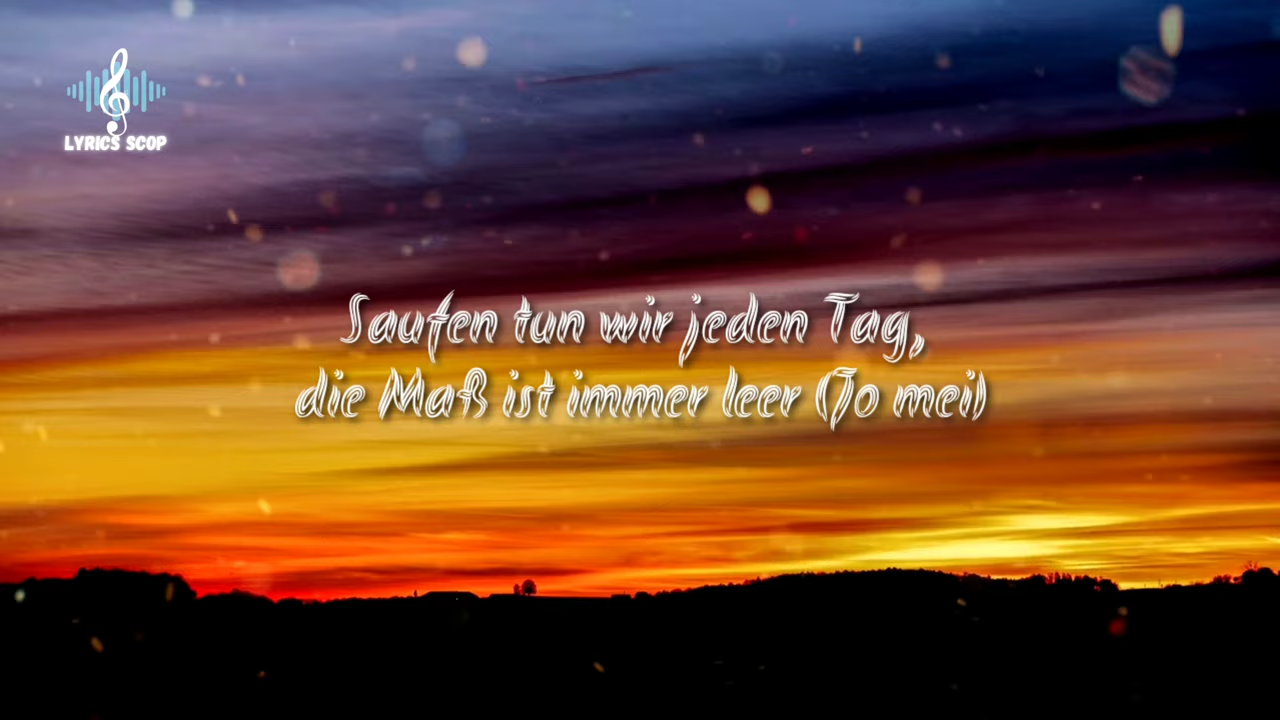 LYRICS SCOP
Saufen tun wir jeden Tag,
die Maß ist immer leer (Jo mei)